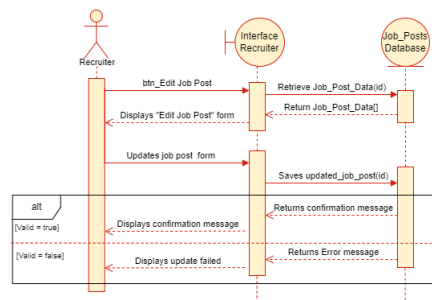 Interface
Recruiter
Job_Posts
Database
Recruiter
btn_Edit Job Post
Retrieve Job_Post_Data(id)
Return Job_Post_Data[]
Displays "Edit Job Post" form
Updates job post form
Saves updated_job_post(id)
alt
Returns confirmation message
[Valid = true]
Displays confirmation message
[Valid = false]
Returns Error message
Displays update failed